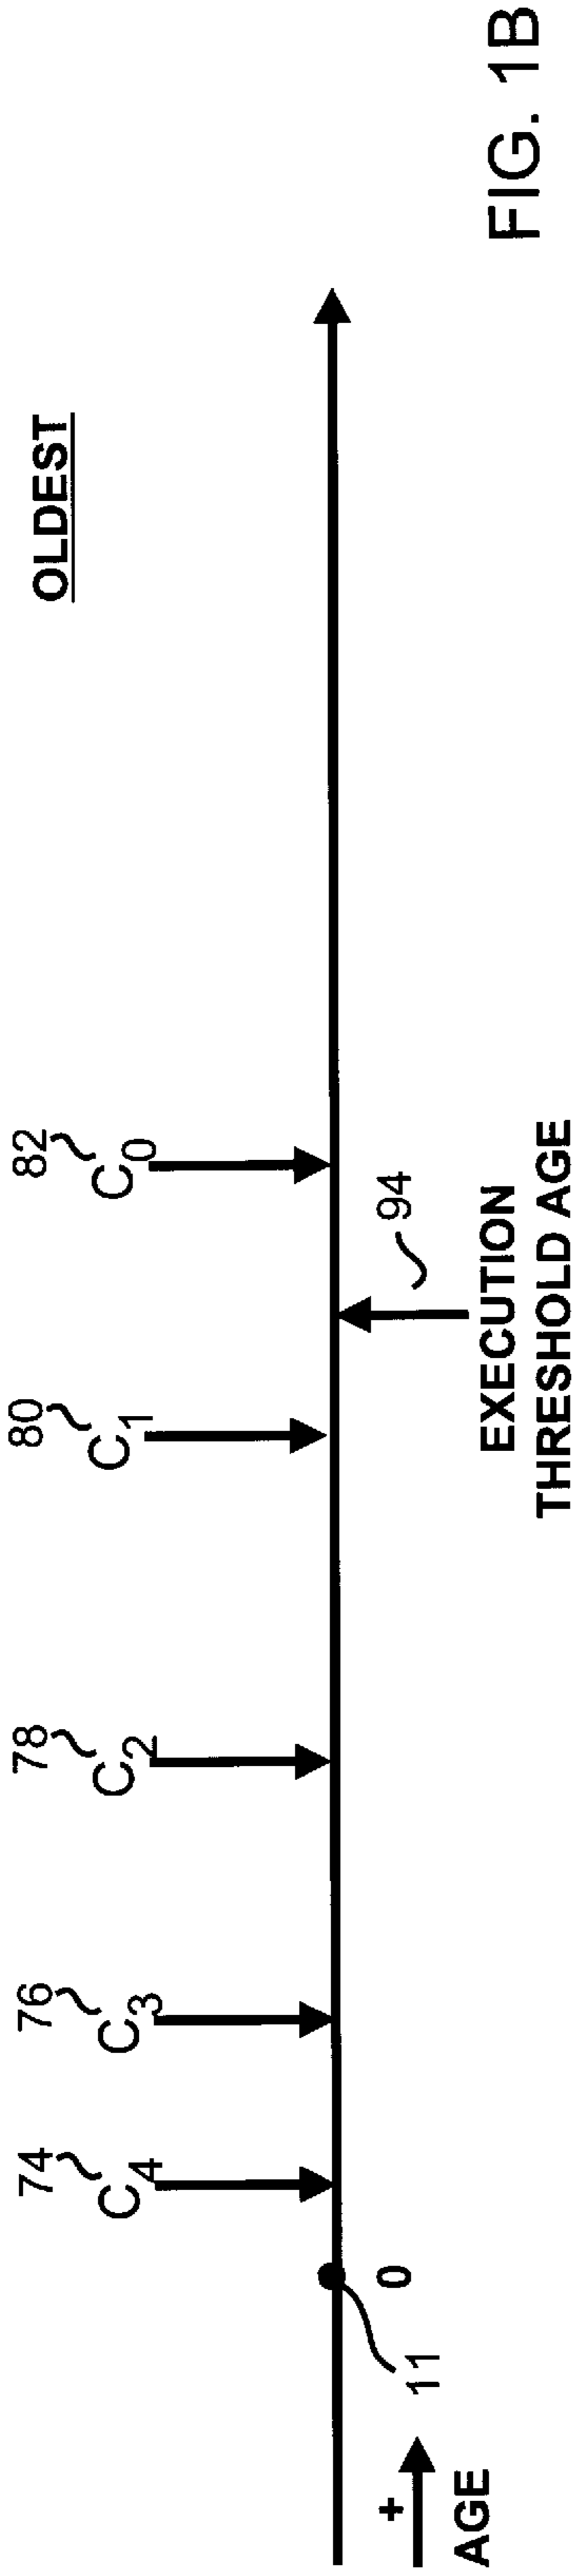 OLDEST
74 76 78 80 82
C4 C3 C2 C1 C0
0
11
94
+
AGE
EXECUTION
THRESHOLD AGE
FIG. 1B